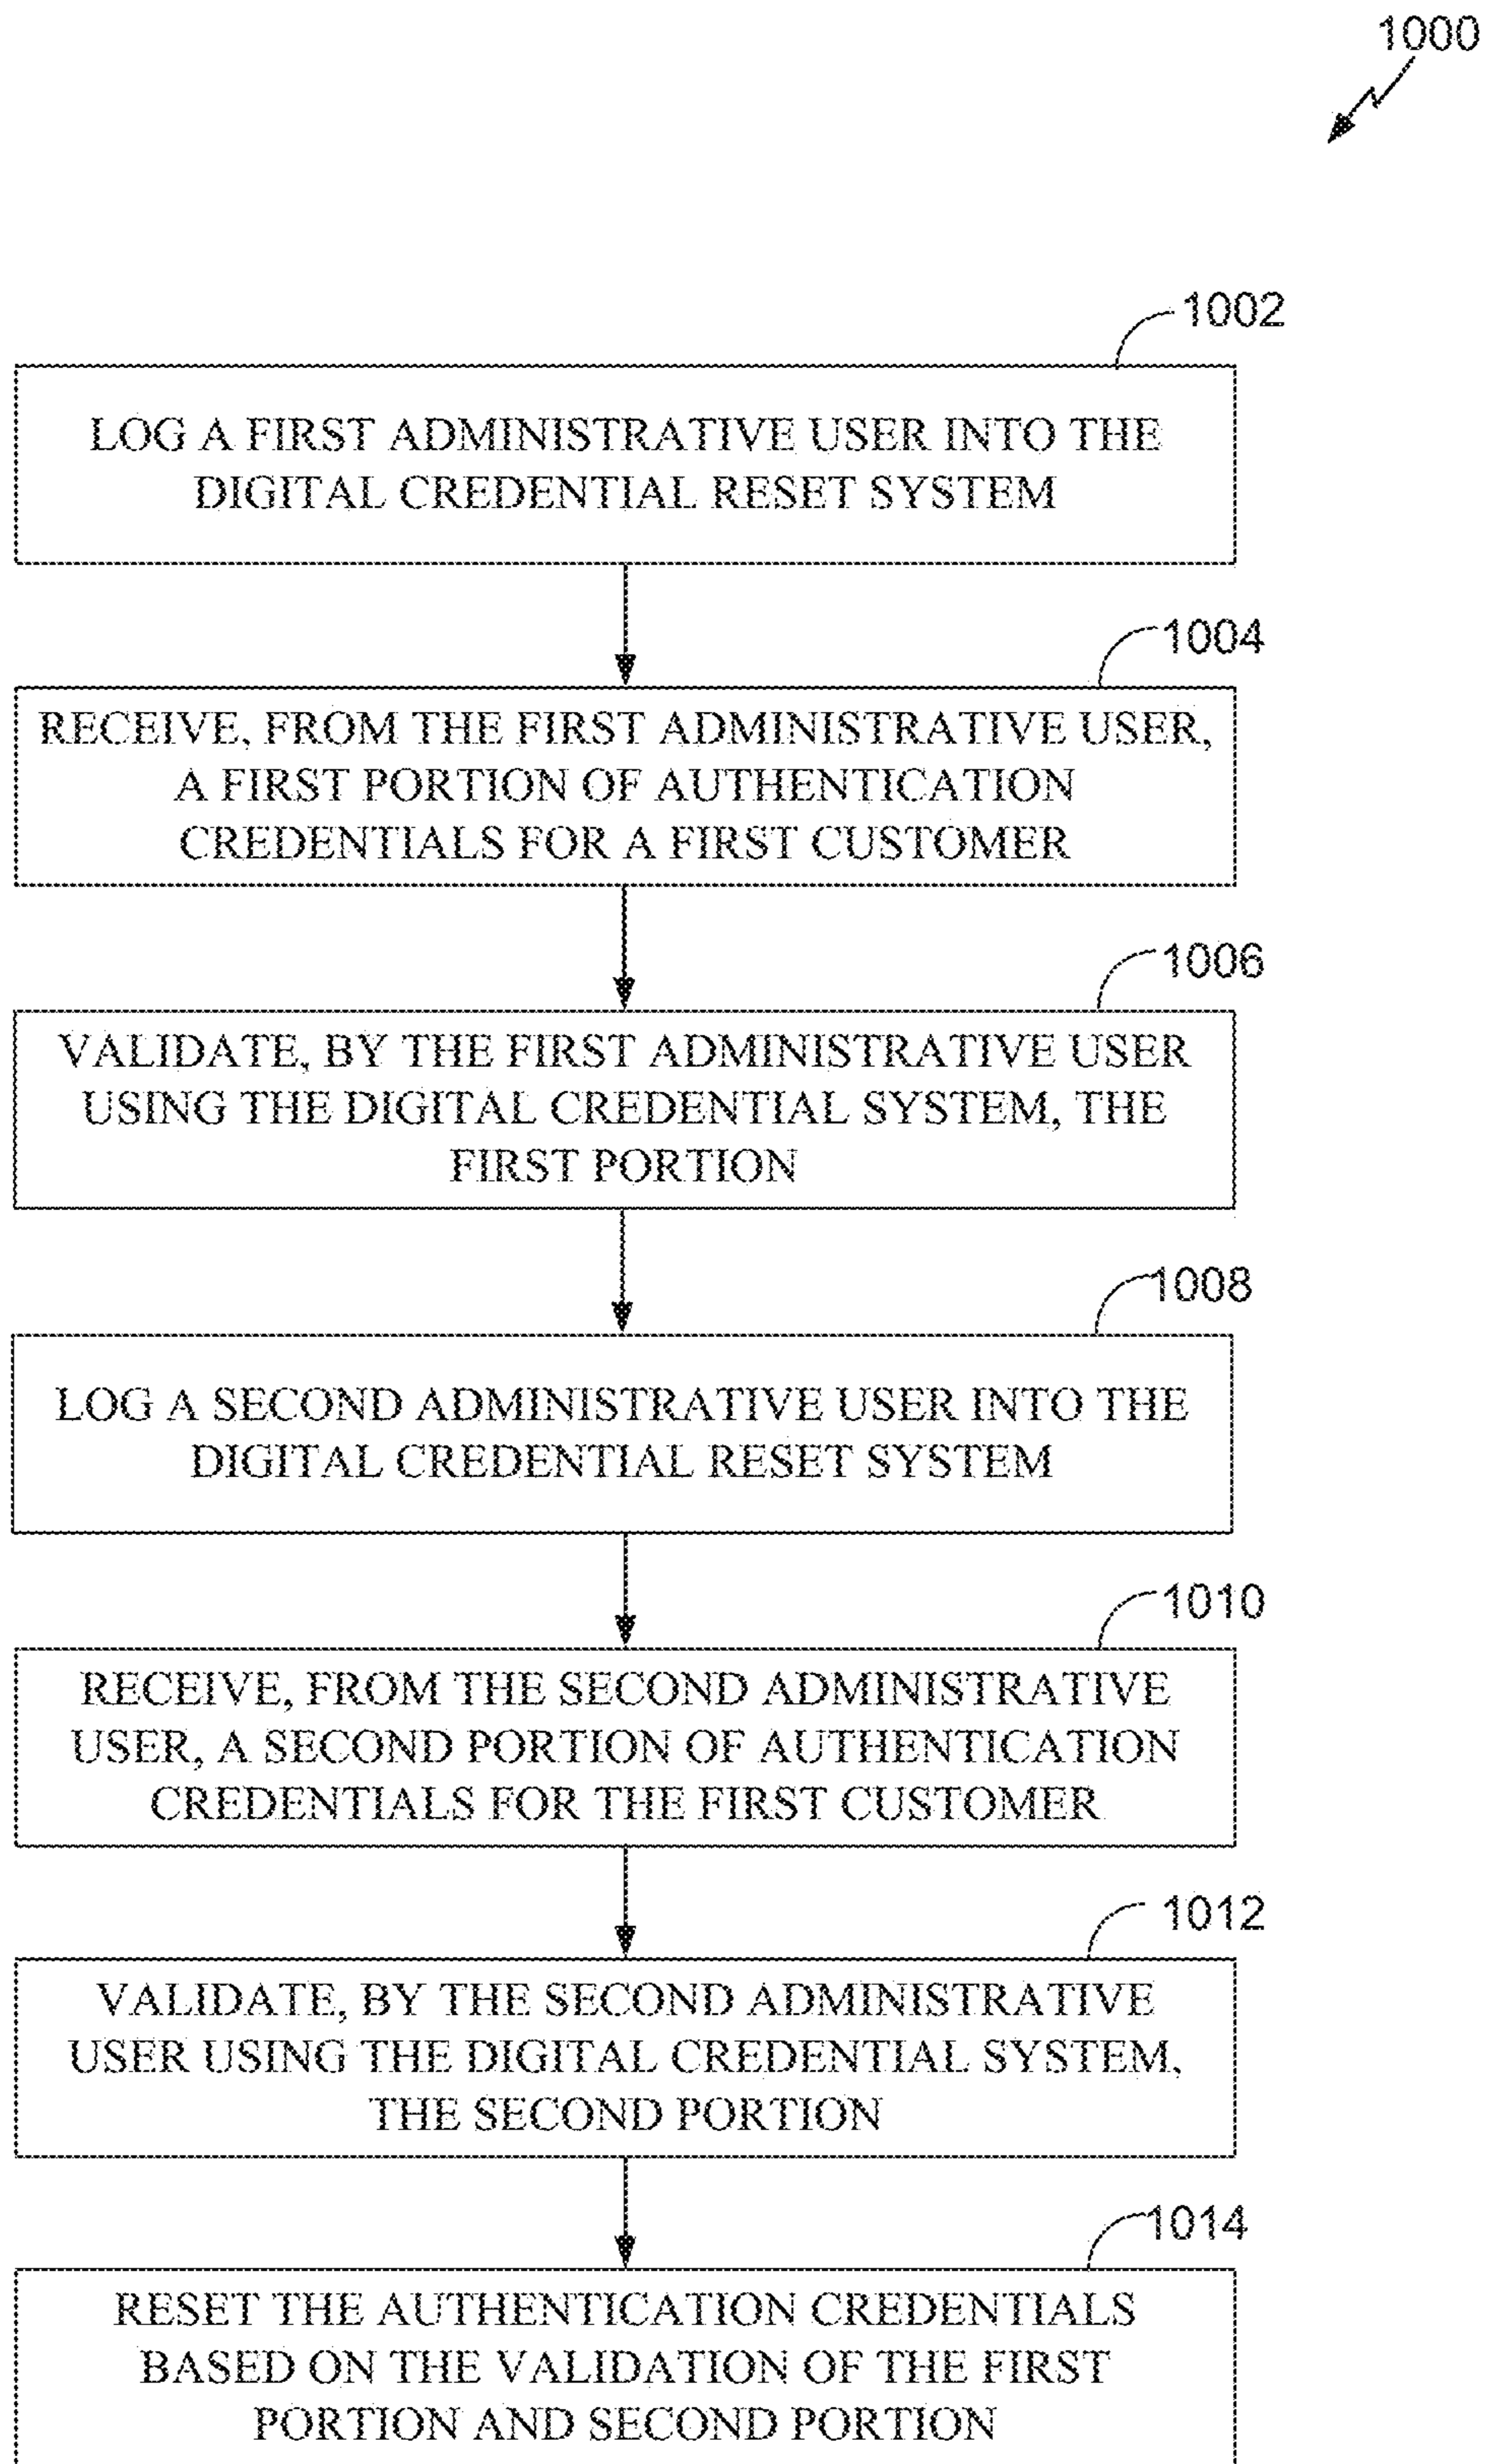 1000
1002
LOG A FIRST ADMINISTRATIVE USER INTO THE
DIGITAL CREDENTIAL RESET SYSTEM
1004
RECEIVE, FROM THE FIRST ADMINISTRATIVE USER,
A FIRST PORTION OF AUTHENTICATION
CREDENTIALS FOR A FIRST CUSTOMER
1006
VALIDATE, BY THE FIRST ADMINISTRATIVE USER
USING THE DIGITAL CREDENTIAL SYSTEM, THE
FIRST PORTION
1008
LOG A SECOND ADMINISTRATIVE USER INTO THE
DIGITAL CREDENTIAL RESET SYSTEM
1010
RECEIVE, FROM THE SECOND ADMINISTRATIVE
USER, A SECOND PORTION OF AUTHENTICATION
CREDENTIALS FOR THE FIRST CUSTOMER
1012
VALIDATE, BY THE SECOND ADMINISTRATIVE
USER USING THE DIGITAL CREDENTIAL SYSTEM,
THE SECOND PORTION
1014
RESET THE AUTHENTICATION CREDENTIALS
BASED ON THE VALIDATION OF THE FIRST
PORTION AND SECOND PORTION